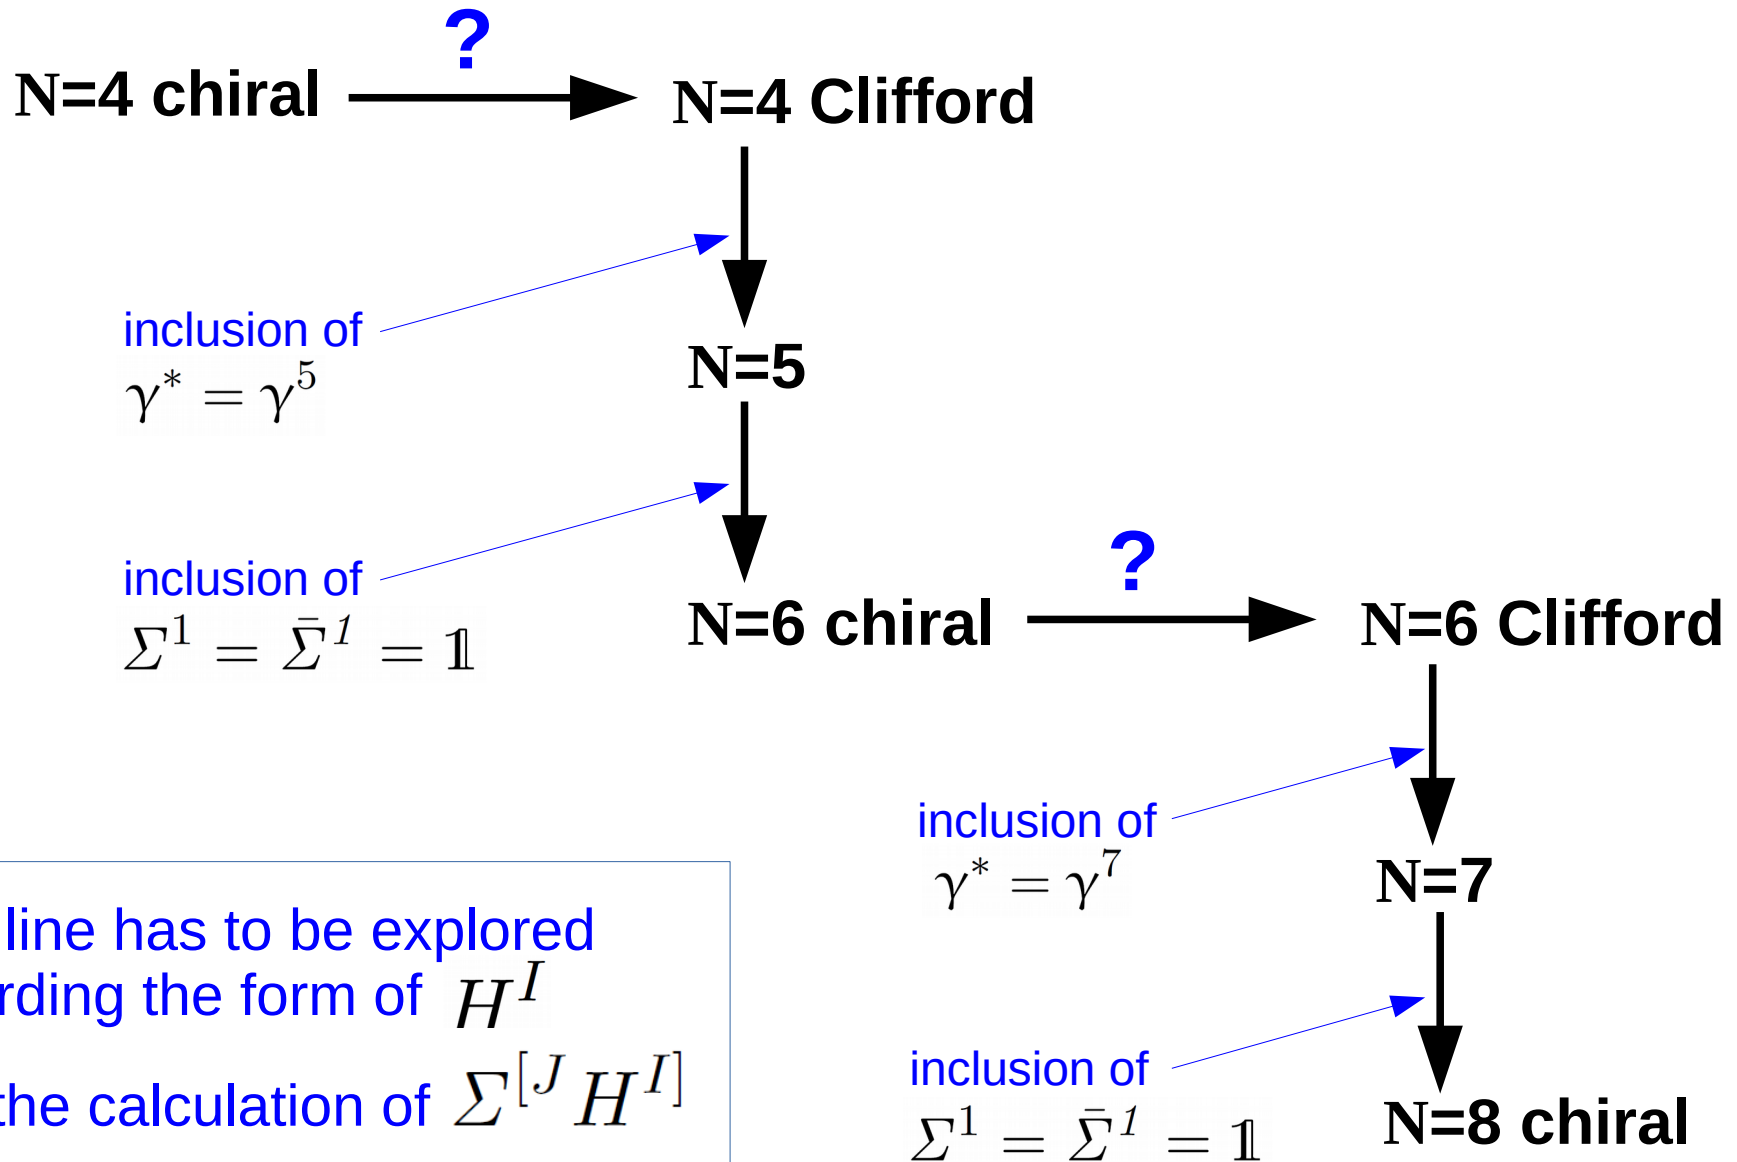 ?
N=4 chiral
N=4 Clifford
inclusion of
γ* = γ⁵
N=5
inclusion of
Σ¹ = Σ̄¹ = 𝟙
?
N=6 chiral
N=6 Clifford
inclusion of
γ* = γ⁷
N=7
line has to be explored
rding the form of H^I
the calculation of Σ^[J H^I]
inclusion of
Σ¹ = Σ̄¹ = 𝟙
N=8 chiral